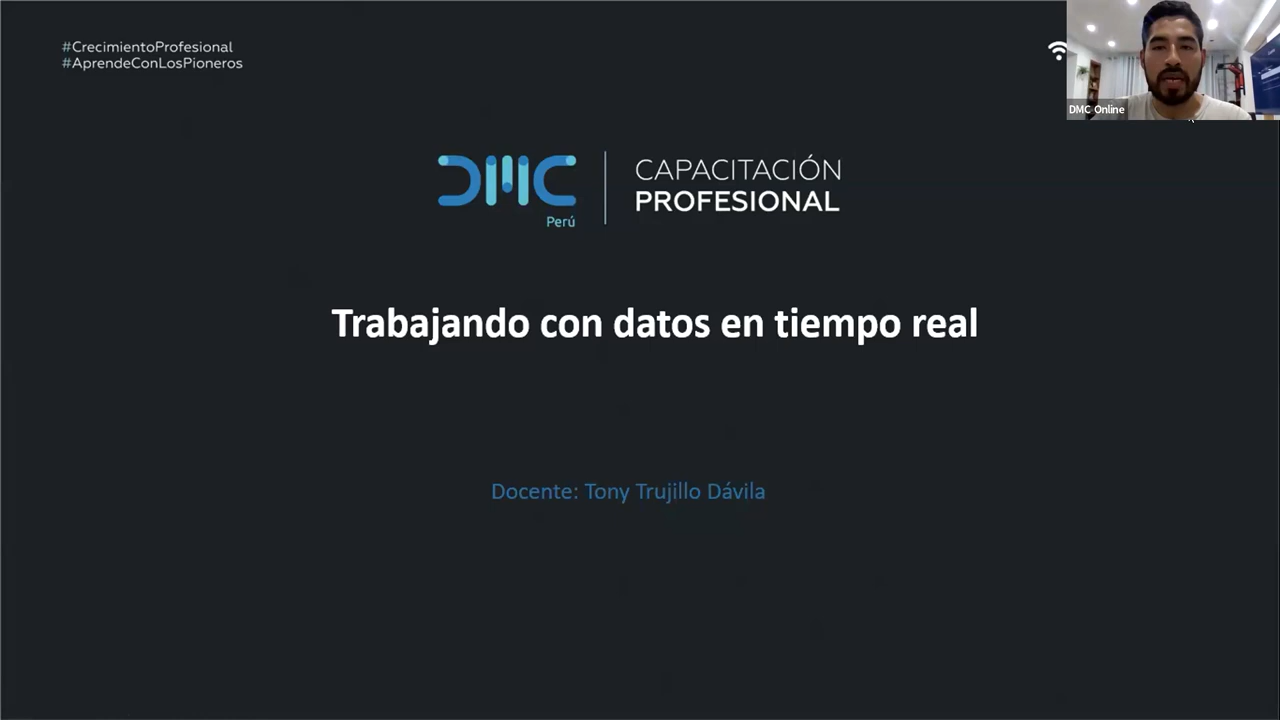 #CrecimientoProfesional
#AprendeConLosPioneros
DMC Online
DMC
Perú
CAPACITACIÓN
PROFESIONAL
Trabajando con datos en tiempo real
Docente: Tony Trujillo Dávila